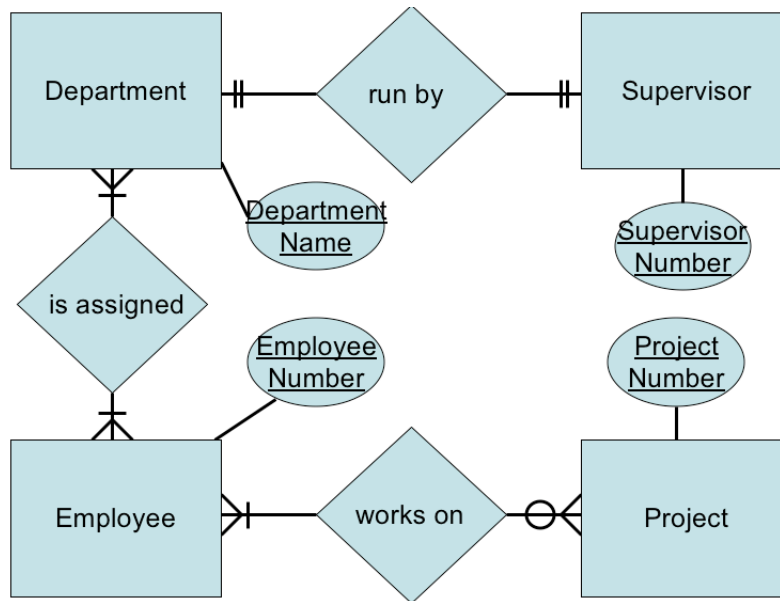 Department
run by
Supervisor
Department
Name
Supervisor
Number
is assigned
Employee
Number
Project
Number
Employee
works on
Project